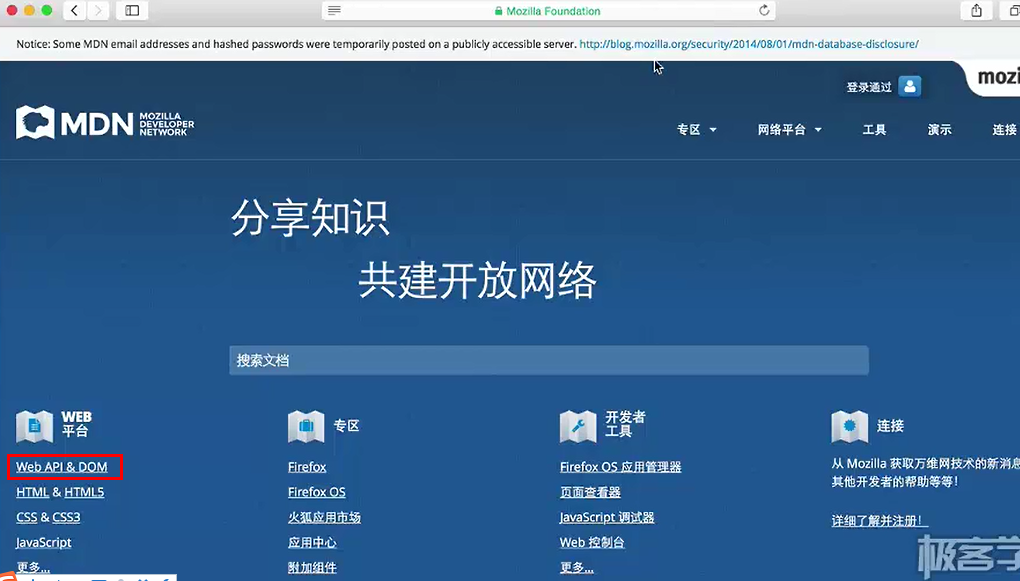 Mozilla Foundation
Notice: Some MDN email addresses and hashed passwords were temporarily posted on a publicly accessible server. http://blog.mozilla.org/security/2014/08/01/mdn-database-disclosure/
登录通过
MDN MOZILLA DEVELOPER NETWORK
专区 网络平台 工具 演示 连接
分享知识
共建开放网络
搜索文档
WEB
平台
Web API & DOM
HTML & HTML5
CSS & CSS3
JavaScript
更多...
专区
Firefox
Firefox OS
火狐应用市场
应用中心
附加组件
开发者
工具
Firefox OS 应用管理器
页面查看器
JavaScript 调试器
Web 控制台
更多...
连接
从 Mozilla 获取万维网技术的新消息
其他开发者的帮助等等!
详细了解并注册!
极客学